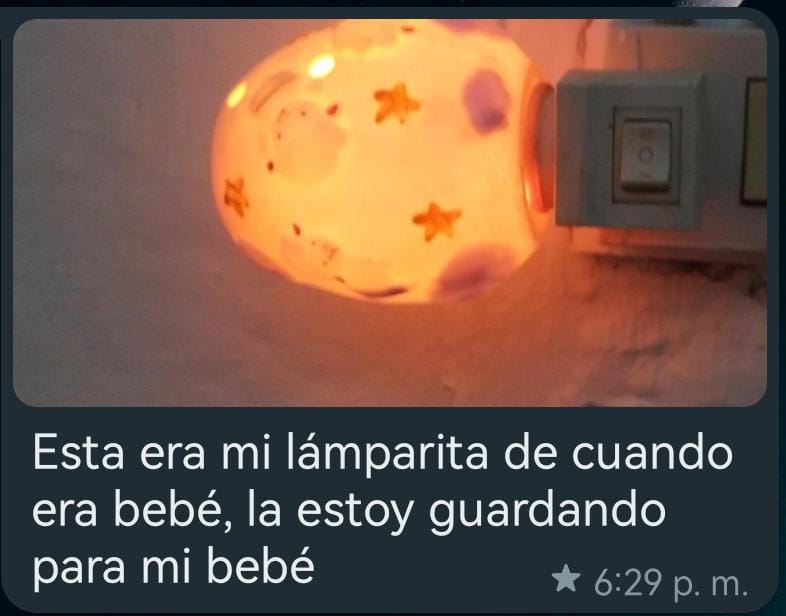 Esta era mi lámparita de cuando
era bebé, la estoy guardando
para mi bebé
6:29 p. m.